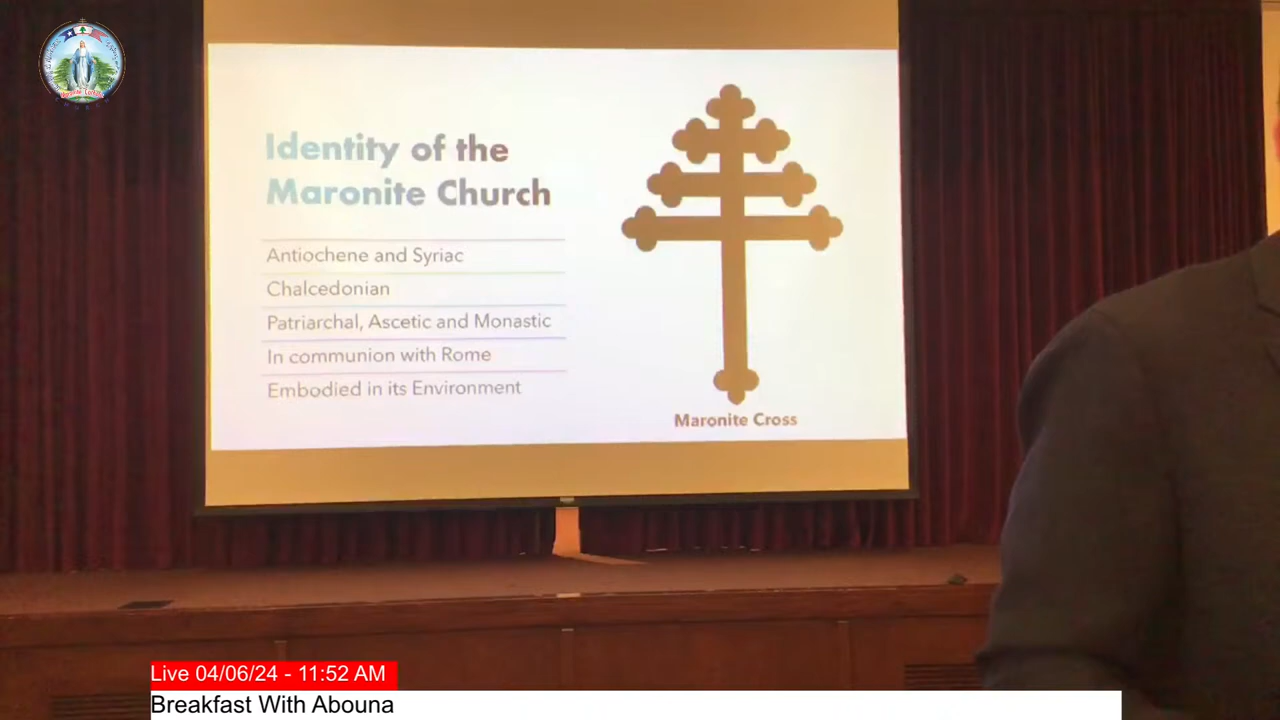 Identity of the
Maronite Church
Antiochene and Syriac
Chalcedonian
Patriarchal, Ascetic and Monastic
In communion with Rome
Embodied in its Environment
Maronite Cross
Live 04/06/24 - 11:52 AM
Breakfast With Abouna